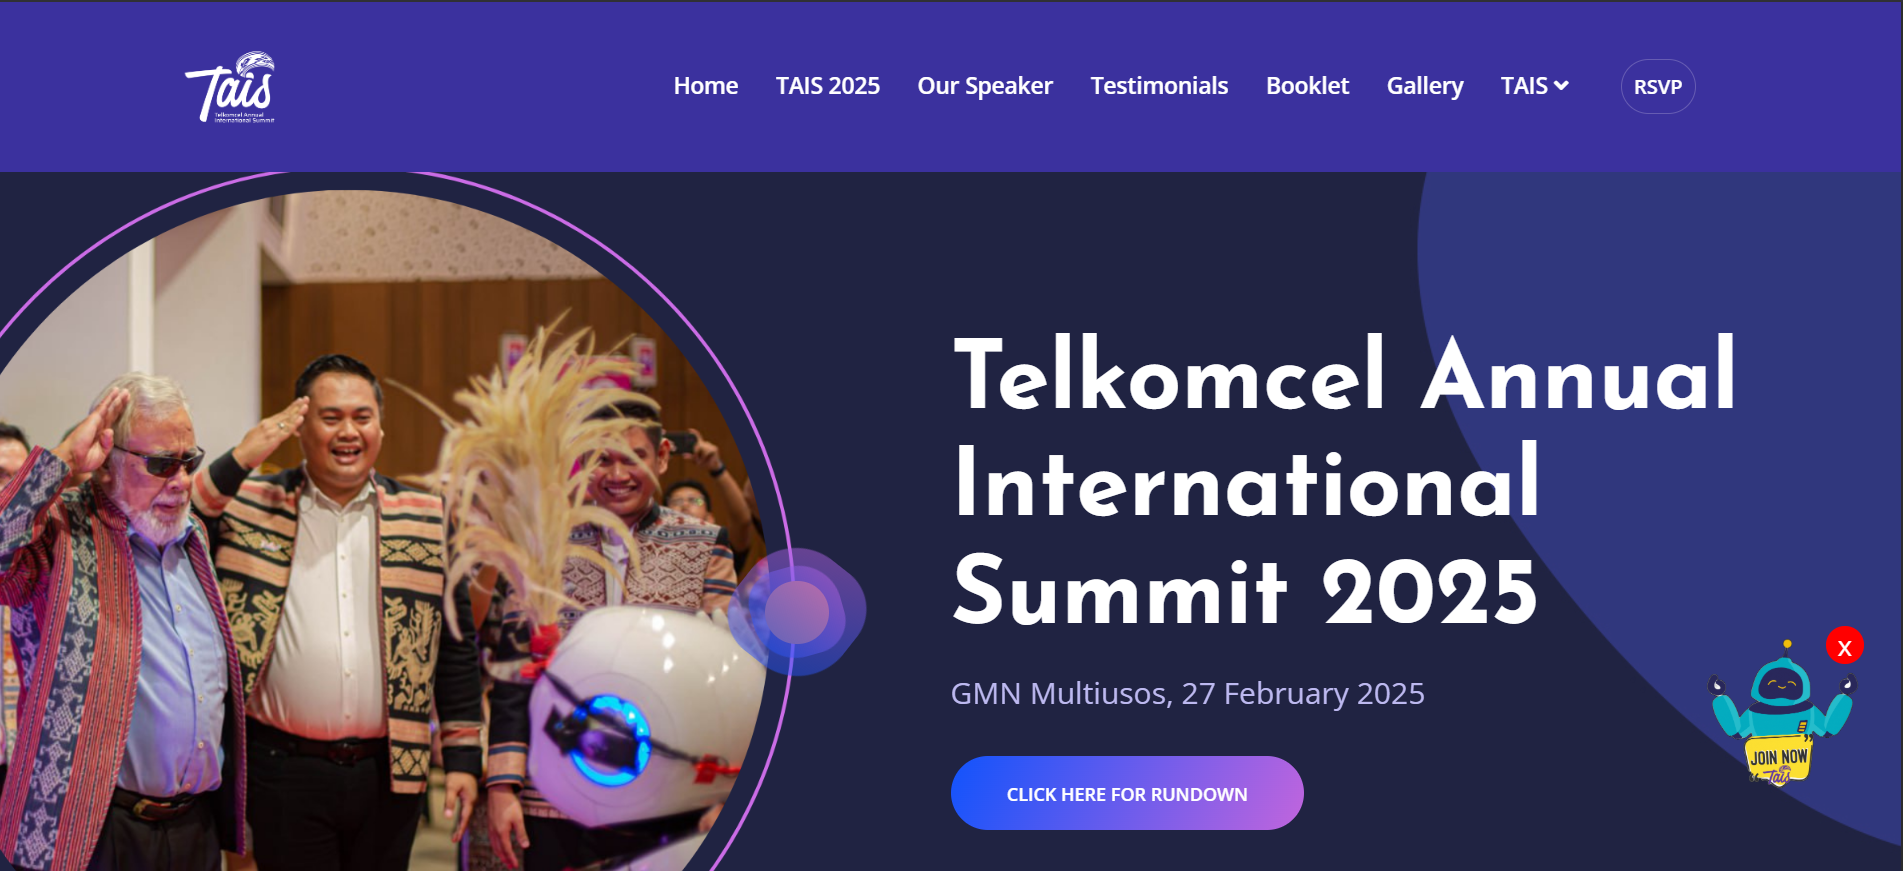 Tais
Telkomcel Annual
International Summit
Home
TAIS 2025
Our Speaker
Testimonials
Booklet
Gallery
TAIS
RSVP
Telkomcel Annual
International
Summit 2025
GMN Multiusos, 27 February 2025
CLICK HERE FOR RUNDOWN
X
JOIN NOW
Tais